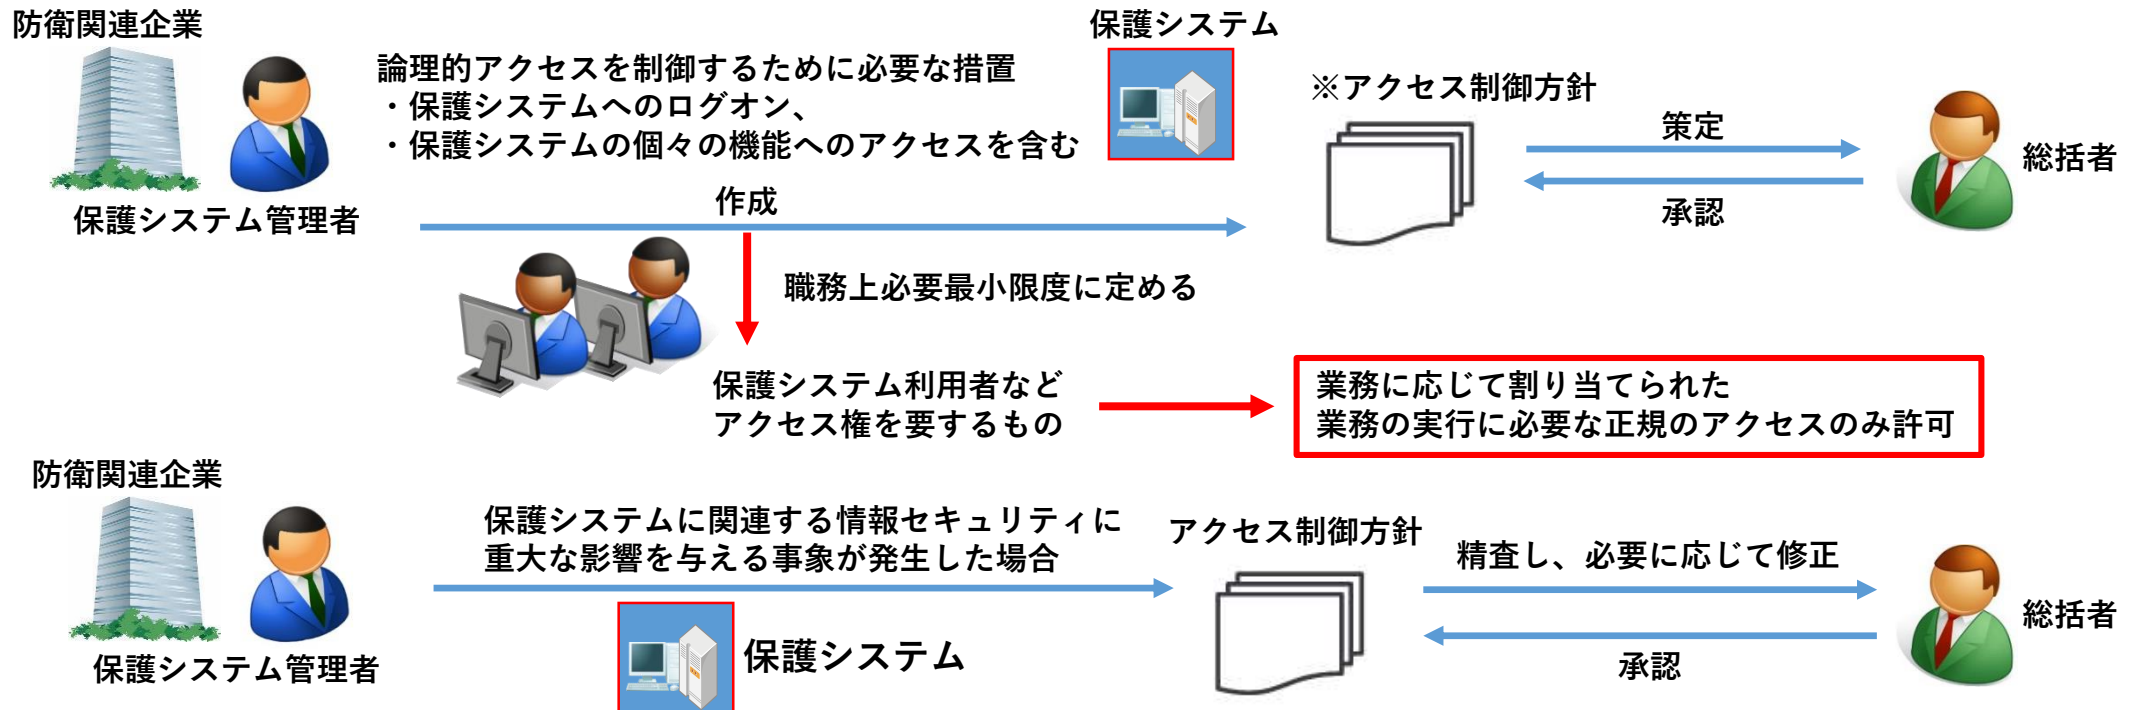 防衛関連企業
保護システム管理者
論理的アクセスを制御するために必要な措置
・保護システムへのログオン、
・保護システムの個々の機能へのアクセスを含む
保護システム
※アクセス制御方針
策定
承認
総括者
作成
職務上必要最小限度に定める
保護システム利用者など
アクセス権を要するもの
業務に応じて割り当てられた
業務の実行に必要な正規のアクセスのみ許可
防衛関連企業
保護システム管理者
保護システムに関連する情報セキュリティに
重大な影響を与える事象が発生した場合
保護システム
アクセス制御方針
精査し、必要に応じて修正
承認
総括者